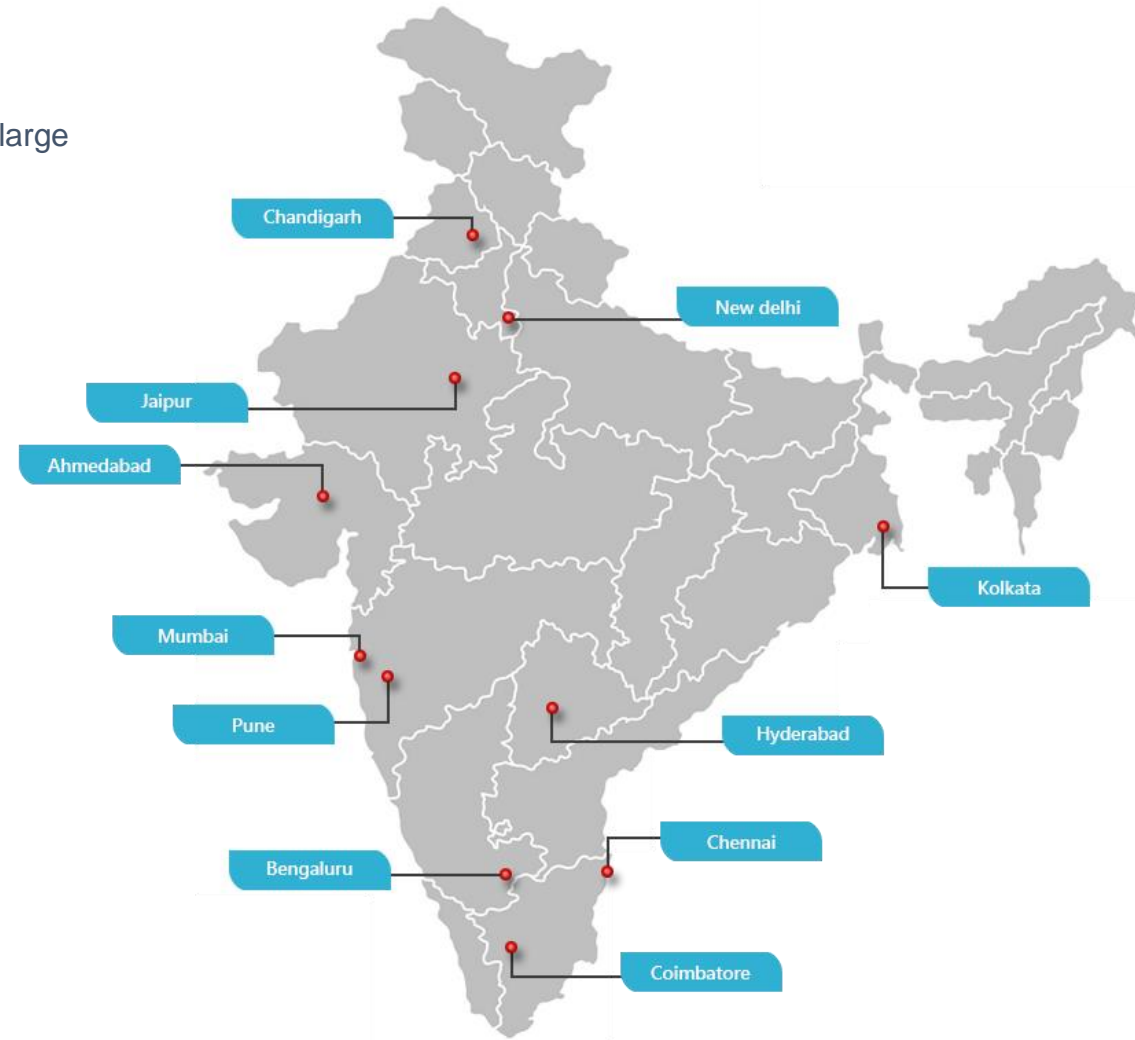 large
Chandigarh
New delhi
Jaipur
Ahmedabad
Kolkata
Mumbai
Pune
Hyderabad
Chennai
Bengaluru
Coimbatore